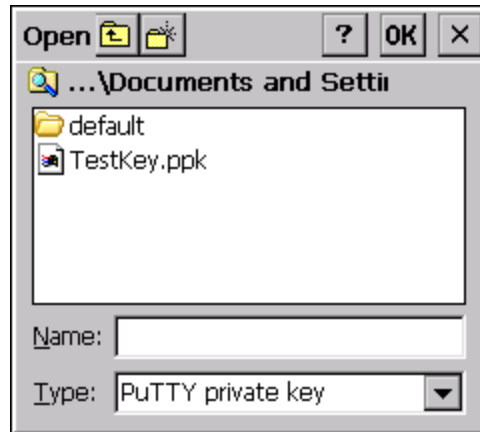 Open ? OK ×
...\Documents and Settii
default
TestKey.ppk
Name:
Type: PuTTY private key